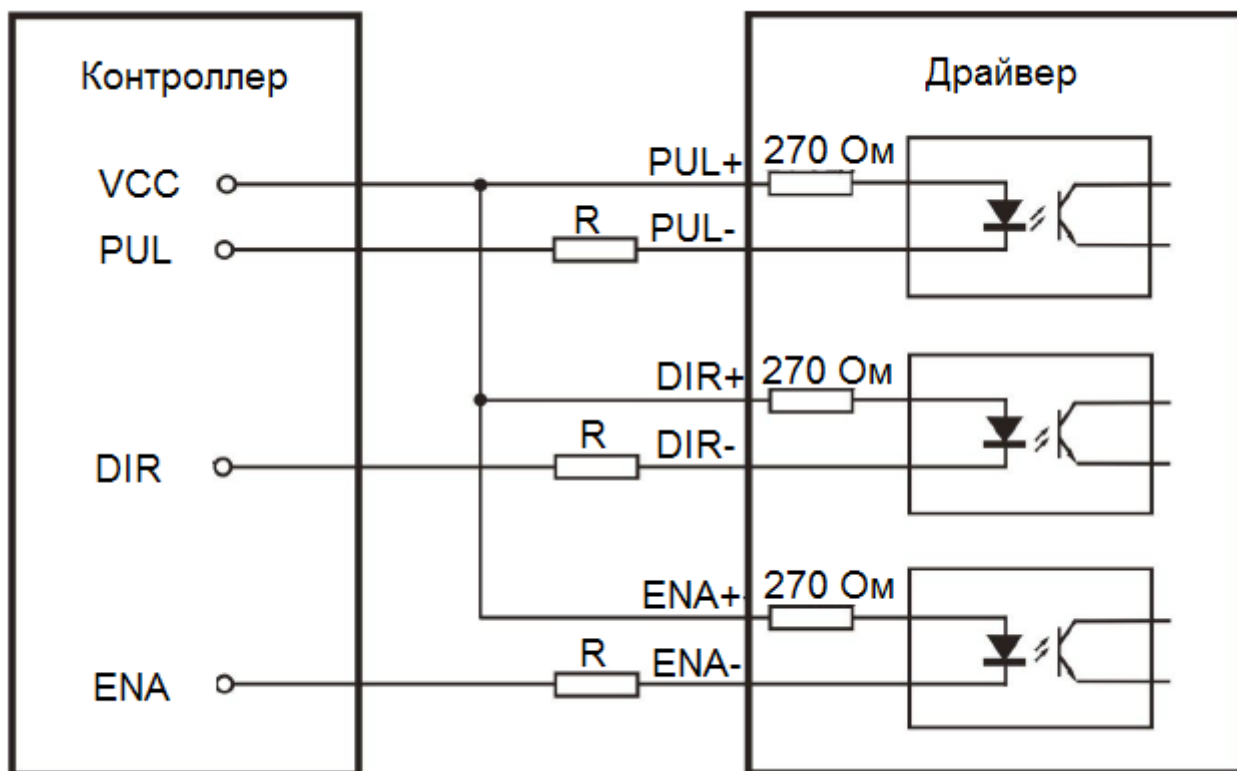 Контроллер
Драйвер
VCC
PUL+
270 Ом
PUL
R
PUL-
DIR+
270 Ом
DIR
R
DIR-
ENA+
270 Ом
ENA
R
ENA-